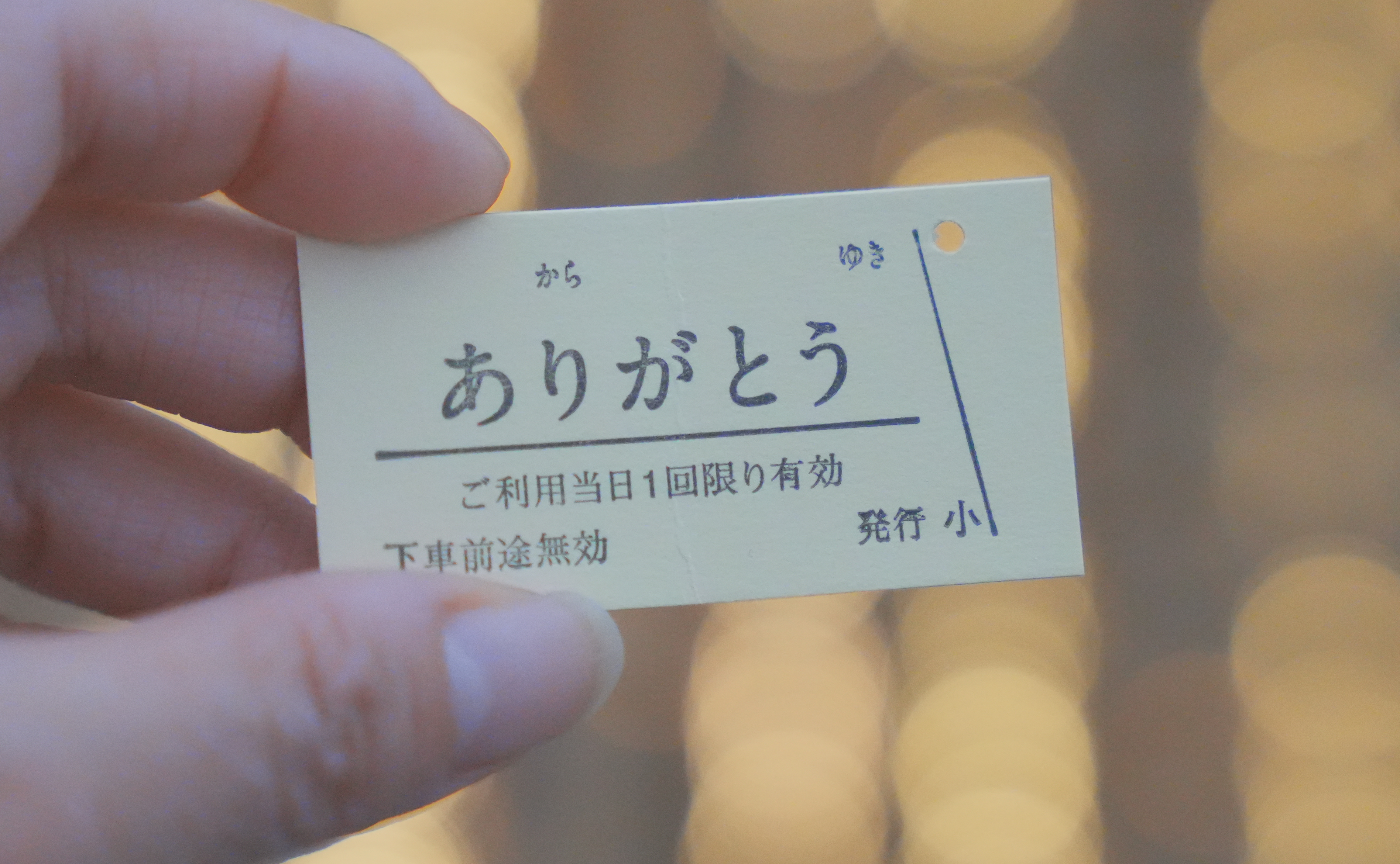 から ゆき
ありがとう
ご利用当日1回限り有効
発行 小
下車前途無効